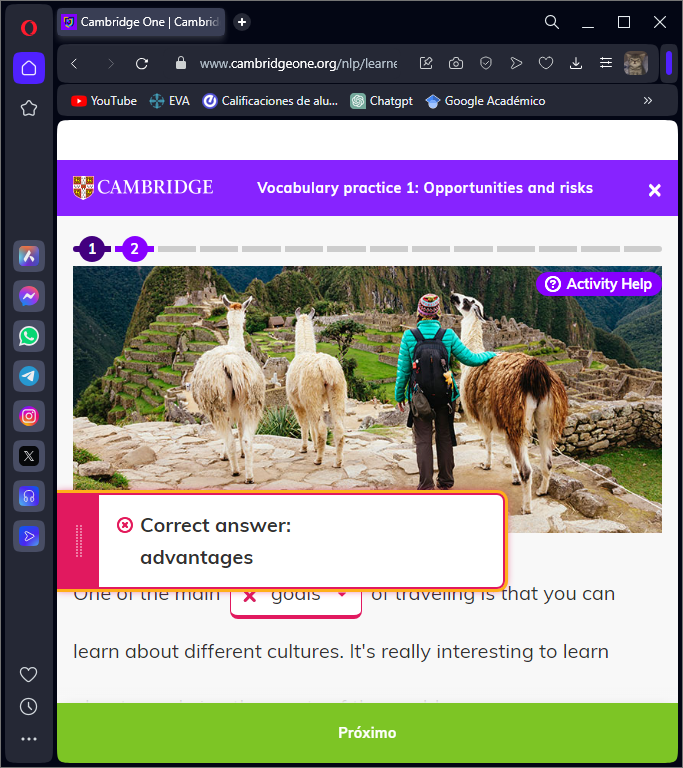 Cambridge One | Cambrid
www.cambridgeone.org/nlp/learne
YouTube EVA Calificaciones de alu... Chatgpt Google Académico
CAMBRIDGE Vocabulary practice 1: Opportunities and risks
1 2
Activity Help
Correct answer:
advantages
One of the main goals of traveling is that you can
learn about different cultures. It's really interesting to learn
Próximo